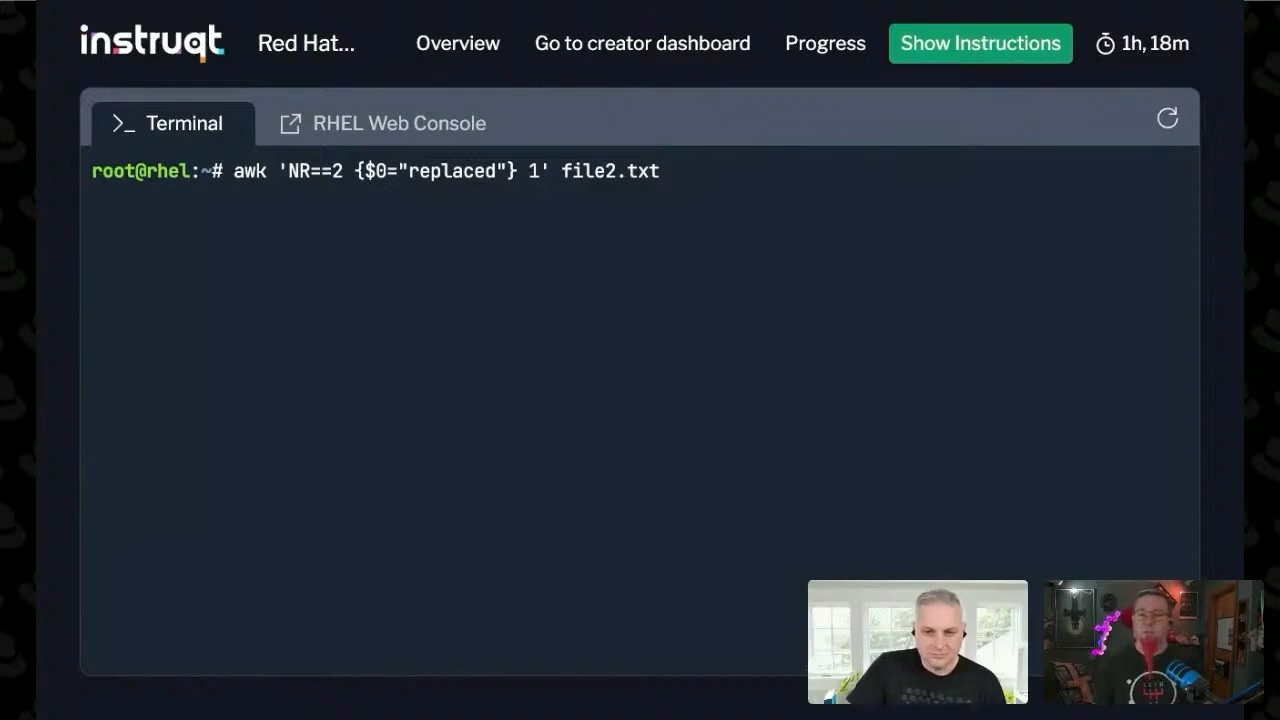 instruqt
Red Hat...
Overview
Go to creator dashboard
Progress
Show Instructions
1h, 18m
>_ Terminal
RHEL Web Console
root@rhel:~# awk 'NR==2 {$0="replaced"} 1' file2.txt